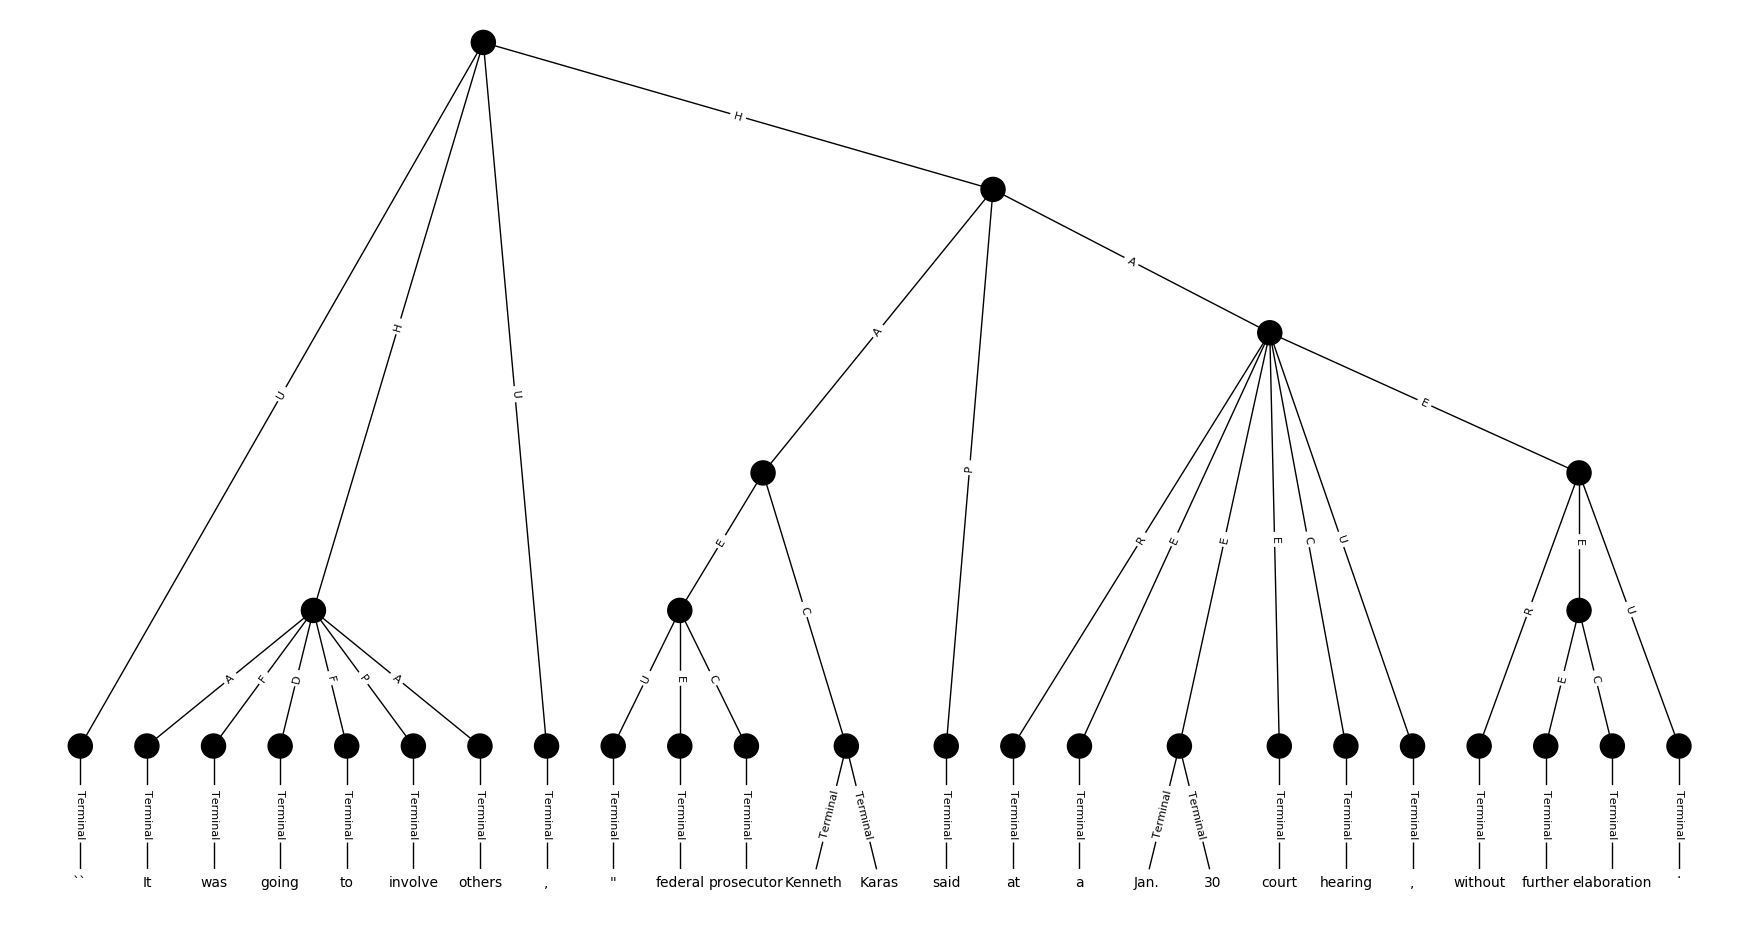 H
A
A
H
U
U
E
P
E
R
E
E
E
C
U
E
C
R
U
A
F
D
F
P
A
U
E
C
E
C
Terminal Terminal Terminal Terminal Terminal Terminal Terminal Terminal Terminal Terminal Terminal Terminal Terminal Terminal Terminal Terminal Terminal Terminal Terminal Terminal Terminal Terminal Terminal Terminal Terminal
`` It was going to involve others , " federal prosecutor Kenneth Karas said at a Jan. 30 court hearing , without further elaboration .